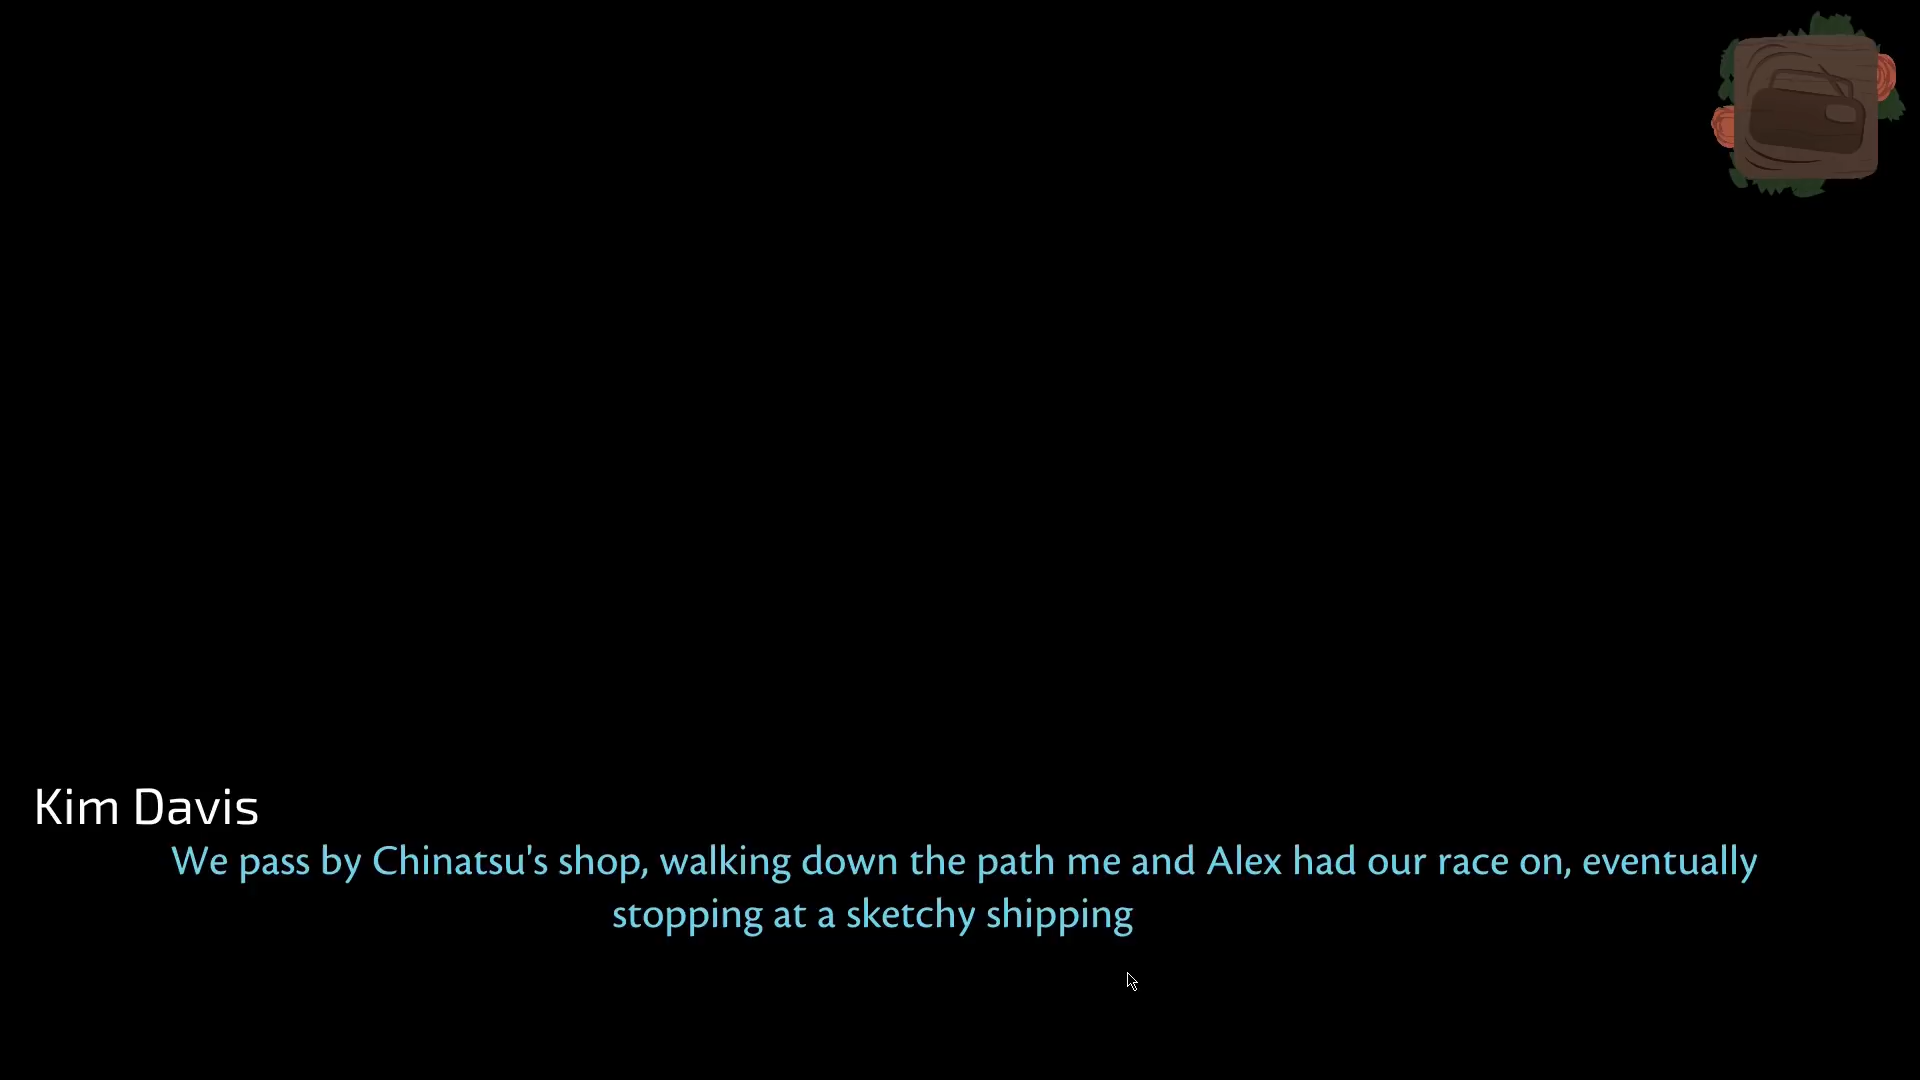 Kim Davis
We pass by Chinatsu's shop, walking down the path me and Alex had our race on, eventually
stopping at a sketchy shipping